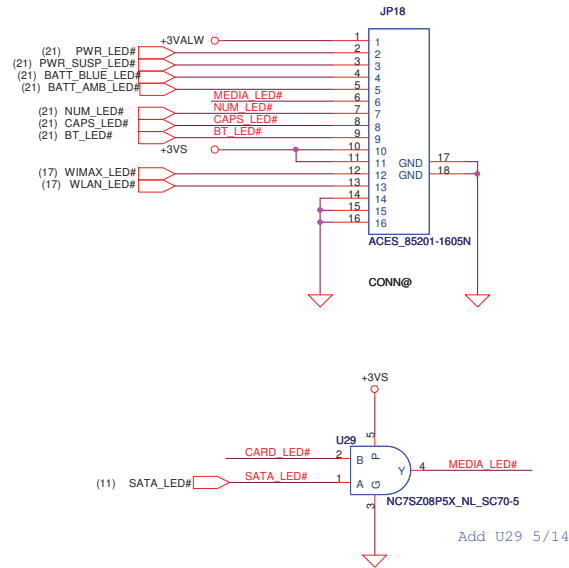 JP18
+3VALW 1 1
(21) PWR_LED# 2 2
(21) PWR_SUSP_LED# 3 3
(21) BATT_BLUE_LED# 4 4
(21) BATT_AMB_LED# 5 5
MEDIA_LED# 6 6
(21) NUM_LED# NUM_LED# 7 7
(21) CAPS_LED# CAPS_LED# 8 8
(21) BT_LED# BT_LED# 9 9
+3VS 10 10
11 11 GND 17
(17) WIMAX_LED# 12 12 GND 18
(17) WLAN_LED# 13 13
14 14
15 15
16 16
ACES_85201-1605N
CONN@
+3VS
5
U29
CARD_LED# 2 B P
Y 4 MEDIA_LED#
(11) SATA_LED# SATA_LED# 1 A G
3 NC7SZ08P5X_NL_SC70-5
Add U29 5/14